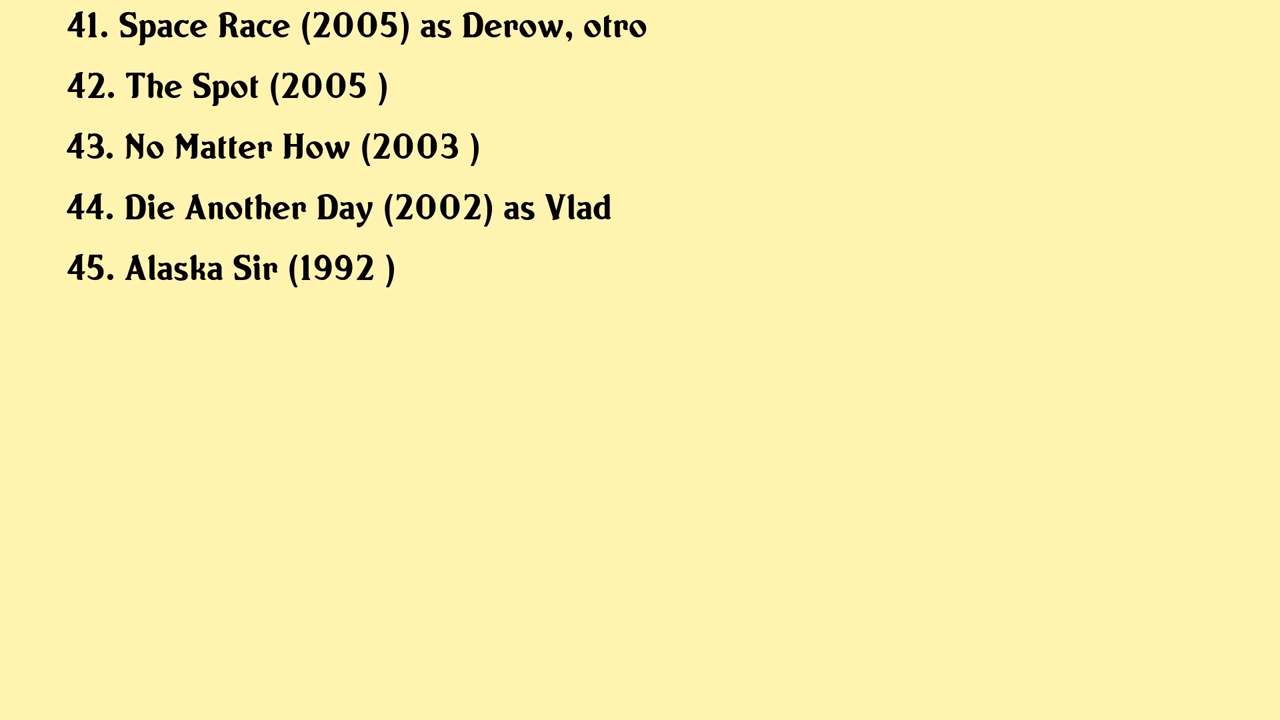 41. Space Race (2005) as Derow, otro
42. The Spot (2005 )
43. No Matter How (2003 )
44. Die Another Day (2002) as Vlad
45. Alaska Sir (1992 )